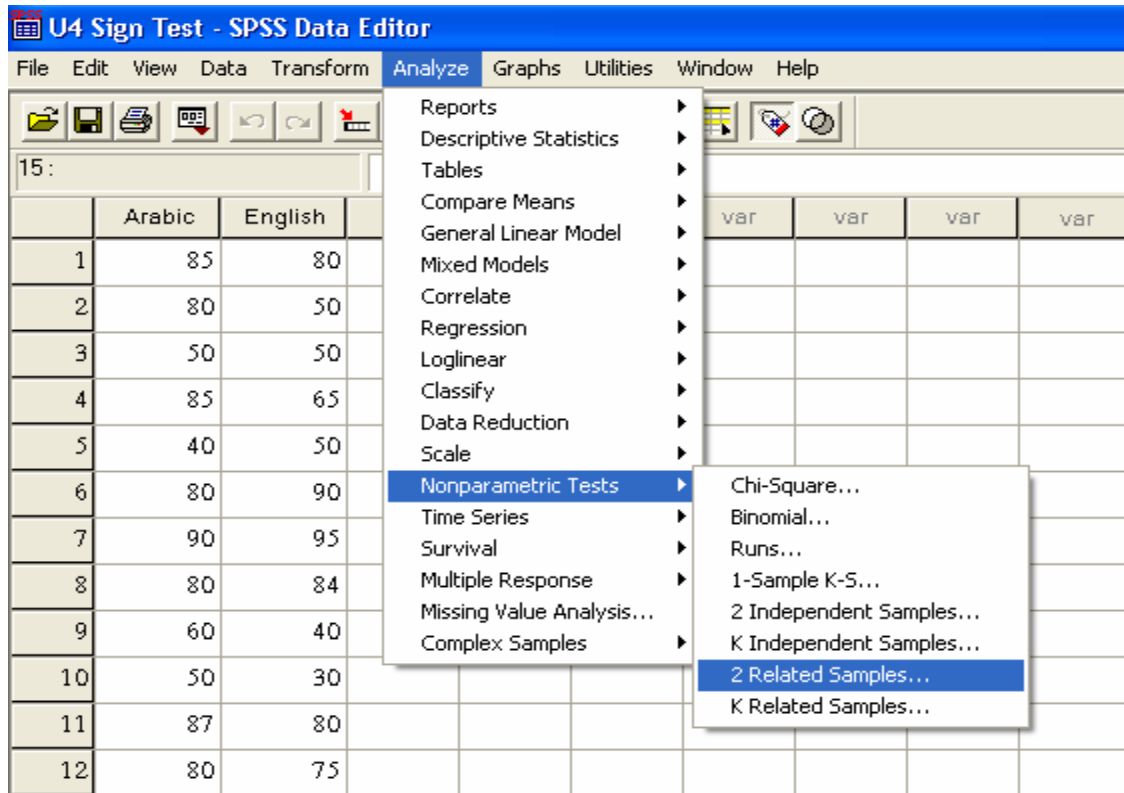 SPSS
U4 Sign Test - SPSS Data Editor
File Edit View Data Transform Analyze Graphs Utilities Window Help
15 :
Arabic English var var var var
1 85 80
2 80 50
3 50 50
4 85 65
5 40 50
6 80 90
7 90 95
8 80 84
9 60 40
10 50 30
11 87 80
12 80 75
Reports
Descriptive Statistics
Tables
Compare Means
General Linear Model
Mixed Models
Correlate
Regression
Loglinear
Classify
Data Reduction
Scale
Nonparametric Tests
Time Series
Survival
Multiple Response
Missing Value Analysis...
Complex Samples
Chi-Square...
Binomial...
Runs...
1-Sample K-S...
2 Independent Samples...
K Independent Samples...
2 Related Samples...
K Related Samples...